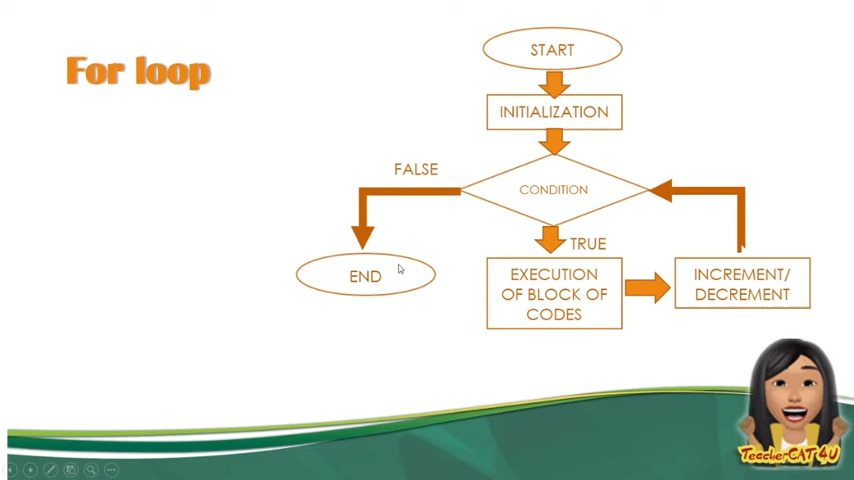 For loop
START
INITIALIZATION
FALSE
CONDITION
TRUE
END
EXECUTION
OF BLOCK OF
CODES
INCREMENT/
DECREMENT
TeacherCAT 4U